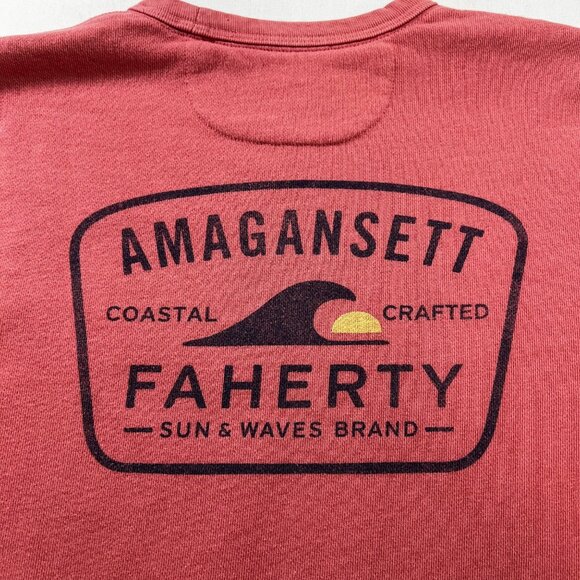 AMAGANSETT
COASTAL CRAFTED
FAHERTY
— SUN & WAVES BRAND —